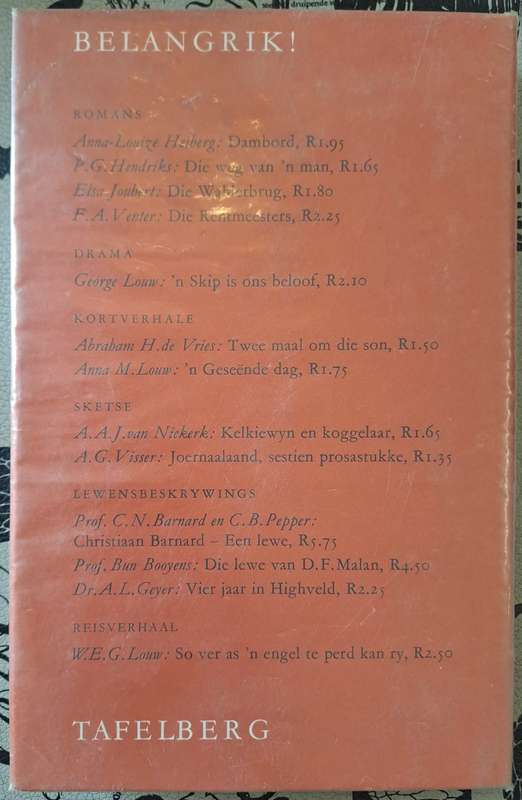 druipende
BELANGRIK!
ROMANS
Anna-Louize Heiberg: Dambord, R1.95
P.G. Hendriks: Die weg van 'n man, R1.65
Elsa Joubert: Die Wahlerbrug, R1.80
F.A. Venter: Die Rentmeesters, R2.25
DRAMA
George Louw: 'n Skip is ons beloof, R2.10
KORTVERHALE
Abraham H. de Vries: Twee maal om die son, R1.50
Anna M. Louw: 'n Geseënde dag, R1.75
SKETSE
A.A.J. van Niekerk: Kelkiewyn en koggelaar, R1.65
A.G. Visser: Joernaalaand, sestien prosastukke, R1.35
LEWENSBESKRYWINGS
Prof. C.N. Barnard en C.B. Pepper:
Christiaan Barnard – Een lewe, R5.75
Prof. Bun Booyens: Die lewe van D.F. Malan, R4.50
Dr. A.L. Geyer: Vier jaar in Highveld, R2.25
REISVERHAAL
W.E.G. Louw: So ver as 'n engel te perd kan ry, R2.50
TAFELBERG